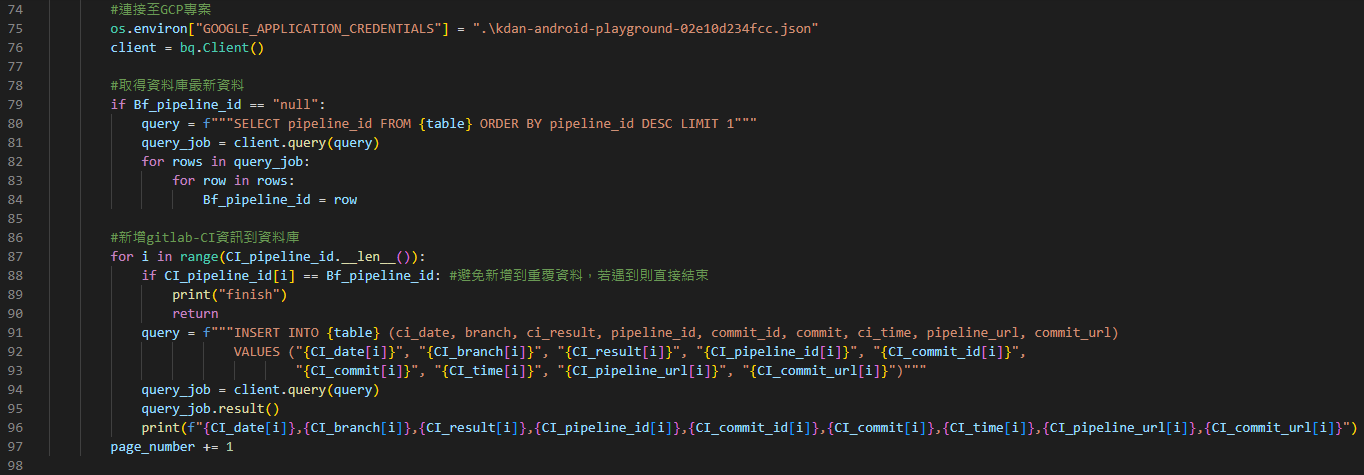 74 #連接至GCP專案
75 os.environ["GOOGLE_APPLICATION_CREDENTIALS"] = ".\kdan-android-playground-02e10d234fcc.json"
76 client = bq.Client()
77
78 #取得資料庫最新資料
79 if Bf_pipeline_id == "null":
80 query = f"""SELECT pipeline_id FROM {table} ORDER BY pipeline_id DESC LIMIT 1"""
81 query_job = client.query(query)
82 for rows in query_job:
83 for row in rows:
84 Bf_pipeline_id = row
85
86 #新增gitlab-CI資訊到資料庫
87 for i in range(CI_pipeline_id.__len__()):
88 if CI_pipeline_id[i] == Bf_pipeline_id: #避免新增到重覆資料，若遇到則直接結束
89 print("finish")
90 return
91 query = f"""INSERT INTO {table} (ci_date, branch, ci_result, pipeline_id, commit_id, commit, ci_time, pipeline_url, commit_url)
92 VALUES ("{CI_date[i]}", "{CI_branch[i]}", "{CI_result[i]}", "{CI_pipeline_id[i]}", "{CI_commit_id[i]}",
93 "{CI_commit[i]}", "{CI_time[i]}", "{CI_pipeline_url[i]}", "{CI_commit_url[i]}")"""
94 query_job = client.query(query)
95 query_job.result()
96 print(f"{CI_date[i]},{CI_branch[i]},{CI_result[i]},{CI_pipeline_id[i]},{CI_commit_id[i]},{CI_commit[i]},{CI_time[i]},{CI_pipeline_url[i]},{CI_commit_url[i]}")
97 page_number += 1
98